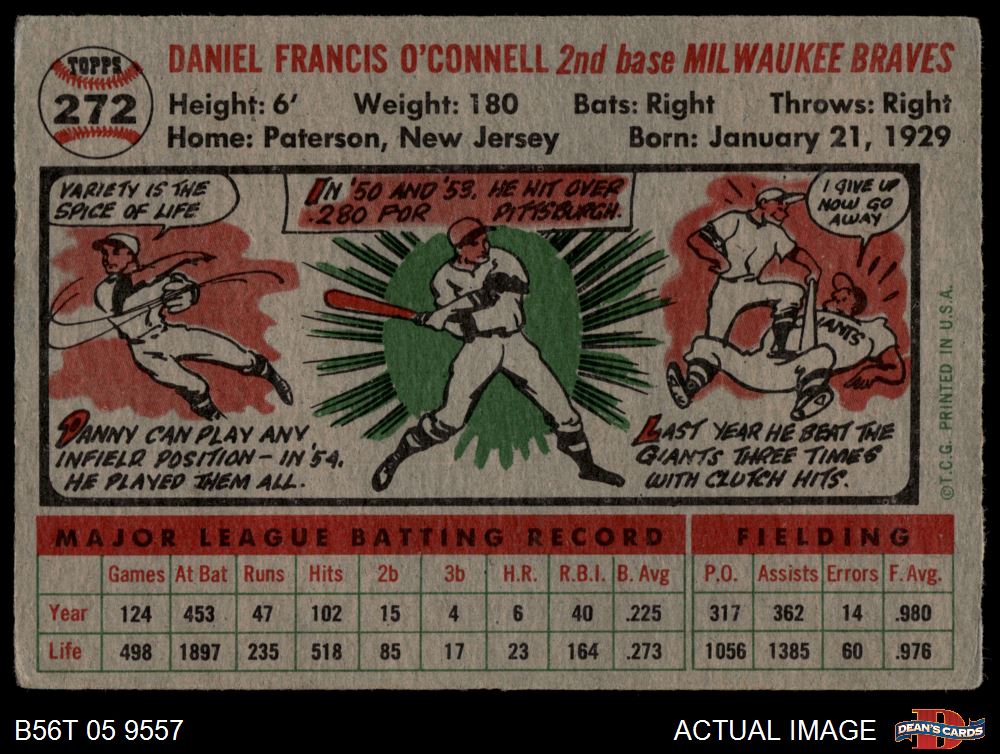 TOPPS
272
DANIEL FRANCIS O'CONNELL 2nd base MILWAUKEE BRAVES
Height: 6' Weight: 180 Bats: Right Throws: Right
Home: Paterson, New Jersey Born: January 21, 1929
VARIETY IS THE
SPICE OF LIFE
DANNY CAN PLAY ANY
INFIELD POSITION - IN '54,
HE PLAYED THEM ALL.
IN '50 AND '53, HE HIT OVER
.280 FOR PITTSBURGH.
I GIVE UP
NOW GO
AWAY
GIANTS
LAST YEAR HE BEAT THE
GIANTS THREE TIMES
WITH CLUTCH HITS.
©T.C.G. PRINTED IN U.S.A.
MAJOR LEAGUE BATTING RECORD FIELDING
Games At Bat Runs Hits 2b 3b H.R. R.B.I. B. Avg P.O. Assists Errors F. Avg.
Year 124 453 47 102 15 4 6 40 .225 317 362 14 .980
Life 498 1897 235 518 85 17 23 164 .273 1056 1385 60 .976
B56T 05 9557 ACTUAL IMAGE
D
DEAN'S CARDS